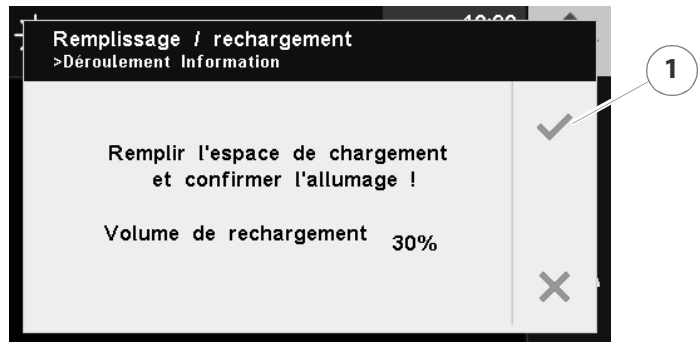 Remplissage / rechargement
>Déroulement Information
1
Remplir l'espace de chargement
et confirmer l'allumage !
Volume de rechargement 30%